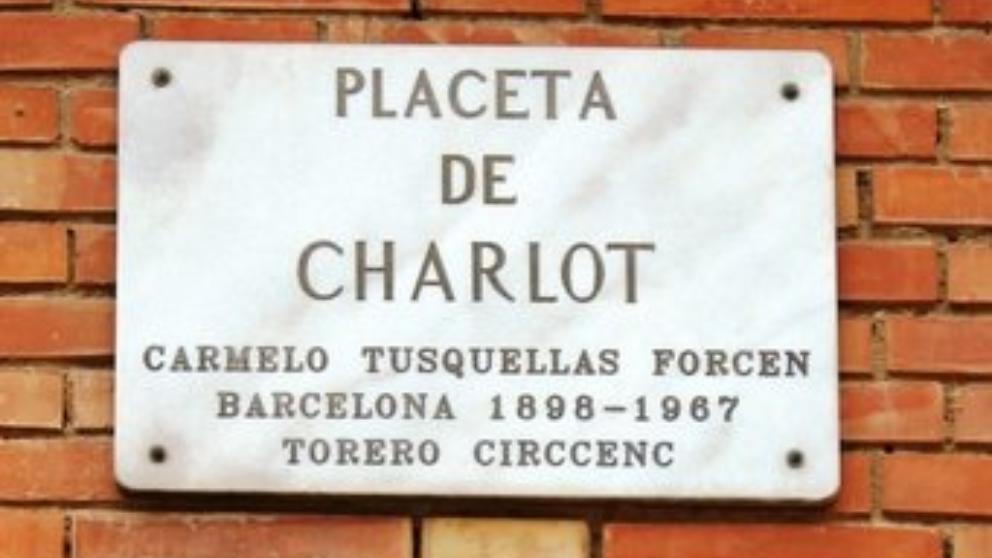 PLACETA
DE
CHARLOT
CARMELO TUSQUELLAS FORCEN
BARCELONA 1898-1967
TORERO CIRCCENC